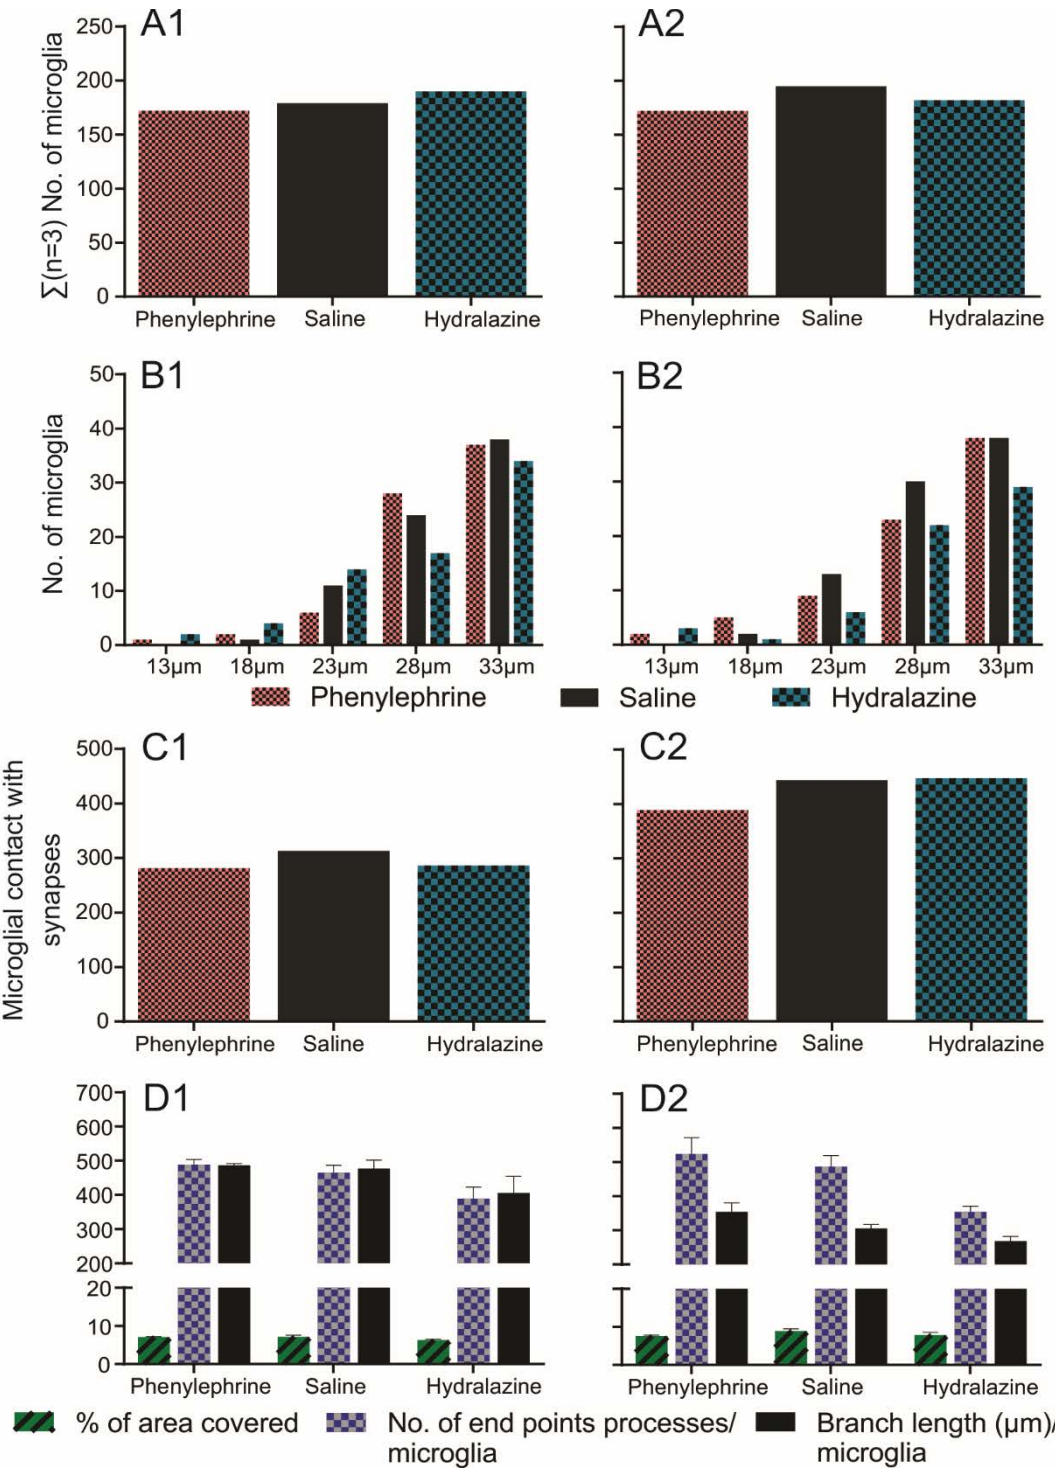 A1
A2
∑(n=3) No. of microglia
250
200
150
100
50
0
Phenylephrine Saline Hydralazine
Phenylephrine Saline Hydralazine
B1
B2
No. of microglia
50
40
30
20
10
0
13µm 18µm 23µm 28µm 33µm
13µm 18µm 23µm 28µm 33µm
Phenylephrine Saline Hydralazine
C1
C2
Microglial contact with
synapses
500
400
300
200
100
0
Phenylephrine Saline Hydralazine
Phenylephrine Saline Hydralazine
D1
D2
700
600
500
400
300
200
20
10
0
Phenylephrine Saline Hydralazine
Phenylephrine Saline Hydralazine
% of area covered
No. of end points processes/
microglia
Branch length (µm)/
microglia